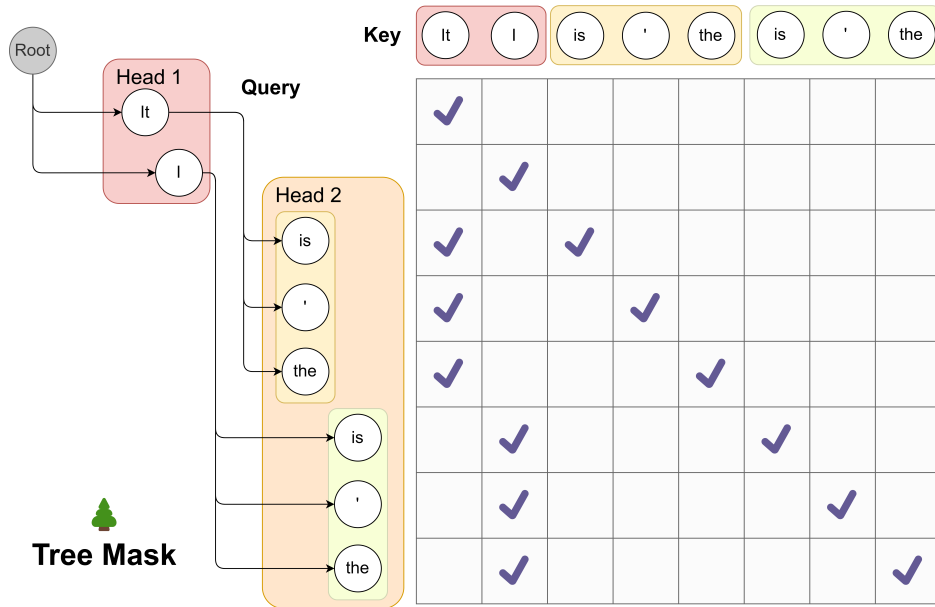 Key
It I is ' the is ' the
Root
Head 1
Query
It
I
Head 2
is
'
the
is
'
the
Tree Mask